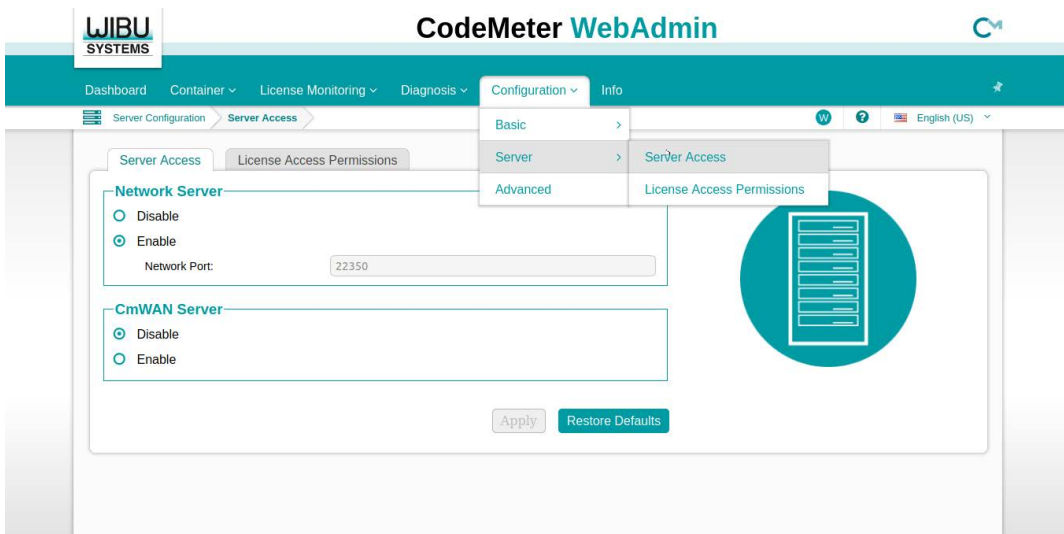 WIBU
SYSTEMS
CodeMeter WebAdmin
Dashboard Container License Monitoring Diagnosis Configuration Info
Server Configuration Server Access
W ? English (US)
Basic
Server
Advanced
Server Access
License Access Permissions
Server Access License Access Permissions
Network Server
Disable
Enable
Network Port: 22350
CmWAN Server
Disable
Enable
Apply Restore Defaults